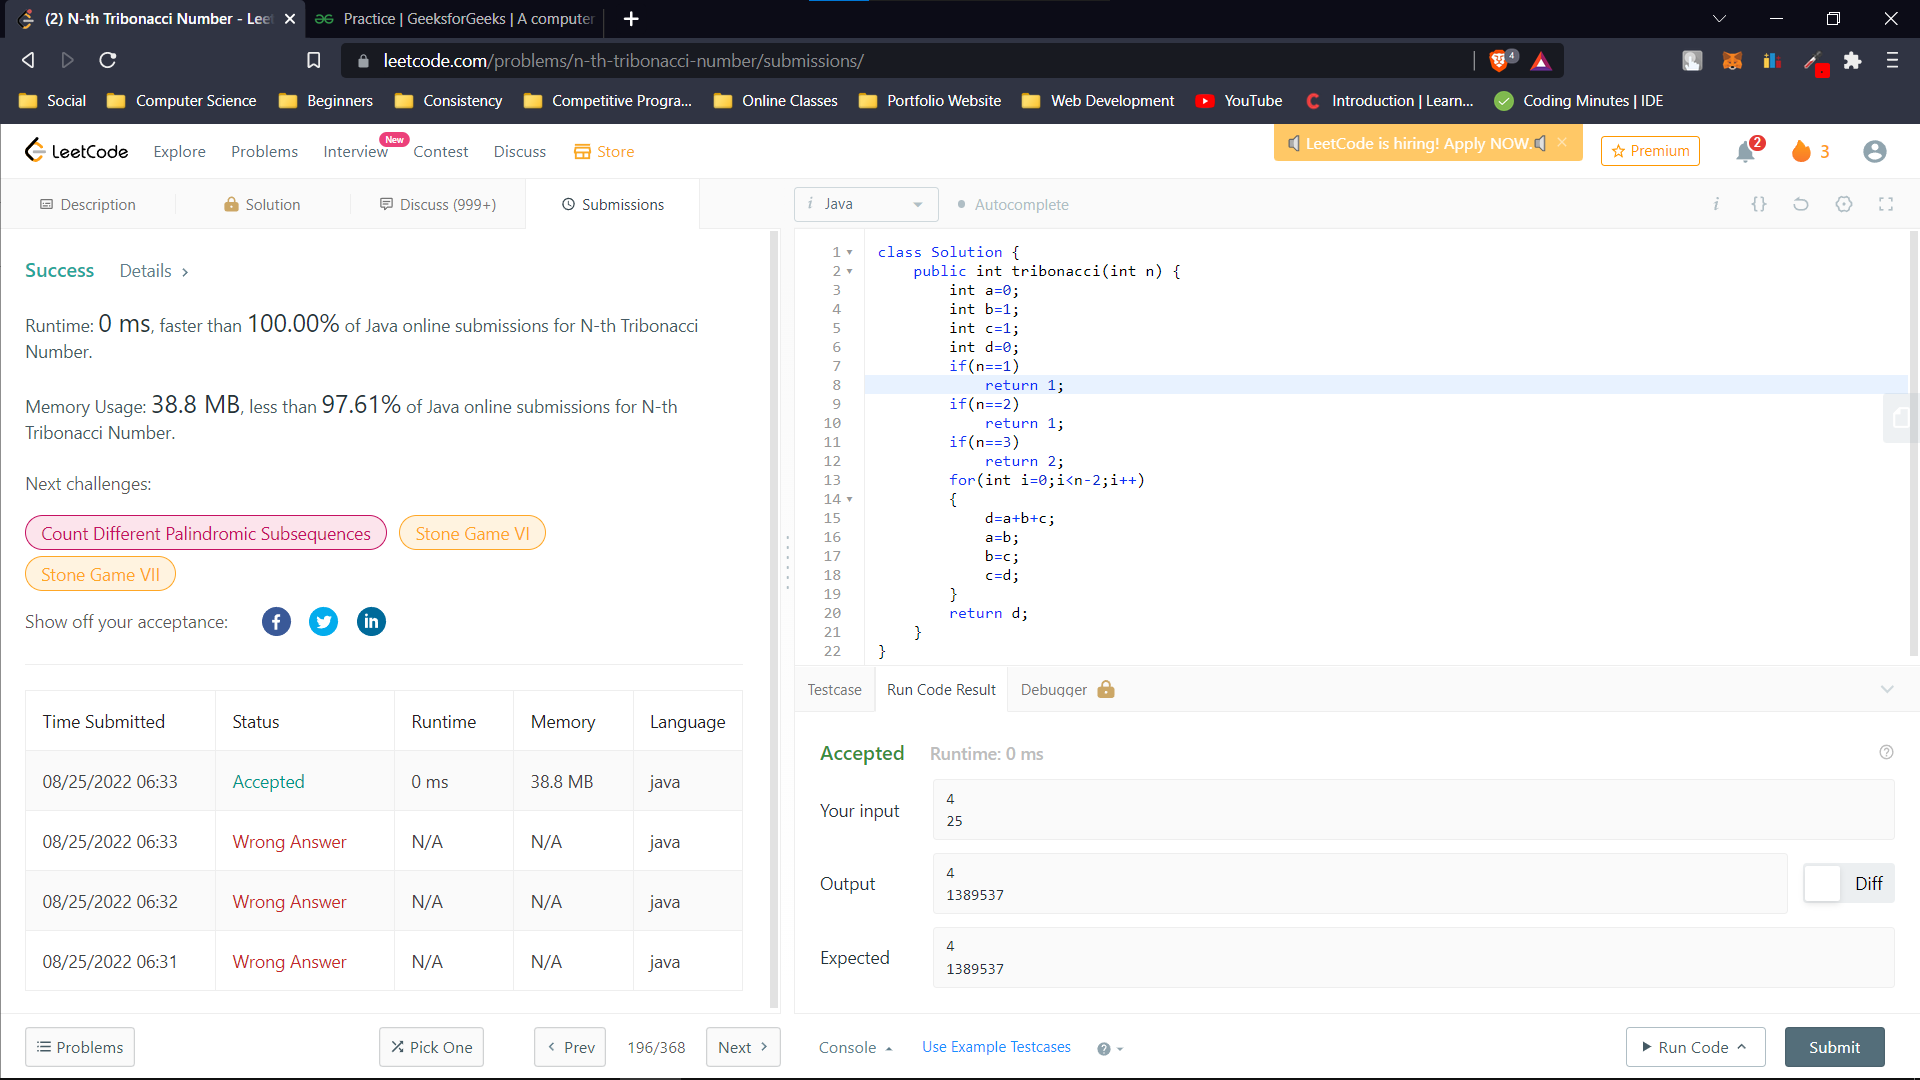 (2) N-th Tribonacci Number - Lee
Practice | GeeksforGeeks | A computer
leetcode.com/problems/n-th-tribonacci-number/submissions/
4
Social
Computer Science
Beginners
Consistency
Competitive Progra...
Online Classes
Portfolio Website
Web Development
YouTube
Introduction | Learn...
Coding Minutes | IDE
LeetCode
Explore
Problems
Interview
New
Contest
Discuss
Store
LeetCode is hiring! Apply NOW.
Premium
2
3
Description
Solution
Discuss (999+)
Submissions
Success
Details
Runtime: 0 ms, faster than 100.00% of Java online submissions for N-th Tribonacci
Number.
Memory Usage: 38.8 MB, less than 97.61% of Java online submissions for N-th
Tribonacci Number.
Next challenges:
Count Different Palindromic Subsequences
Stone Game VI
Stone Game VII
Show off your acceptance:
Time Submitted Status Runtime Memory Language
08/25/2022 06:33 Accepted 0 ms 38.8 MB java
08/25/2022 06:33 Wrong Answer N/A N/A java
08/25/2022 06:32 Wrong Answer N/A N/A java
08/25/2022 06:31 Wrong Answer N/A N/A java
Problems
Pick One
Prev
196/368
Next
i Java
Autocomplete
i {}
1 class Solution {
2 public int tribonacci(int n) {
3 int a=0;
4 int b=1;
5 int c=1;
6 int d=0;
7 if(n==1)
8 return 1;
9 if(n==2)
10 return 1;
11 if(n==3)
12 return 2;
13 for(int i=0;i<n-2;i++)
14 {
15 d=a+b+c;
16 a=b;
17 b=c;
18 c=d;
19 }
20 return d;
21 }
22 }
Testcase
Run Code Result
Debugger
Accepted
Runtime: 0 ms
Your input
4
25
Output
4
1389537
Diff
Expected
4
1389537
Console
Use Example Testcases
Run Code
Submit